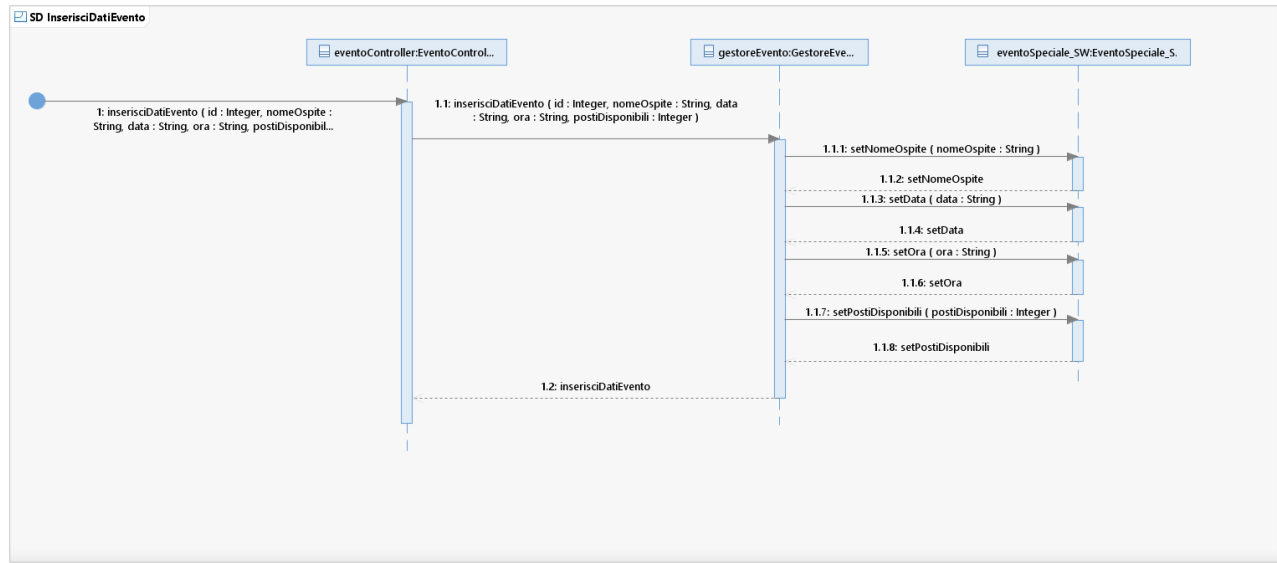 SD InserisciDatiEvento
eventoController:EventoControl...
gestoreEvento:GestoreEve...
eventoSpeciale_SW:EventoSpeciale_S.
1: inserisciDatiEvento ( id : Integer, nomeOspite :
String, data : String, ora : String, postiDisponibil...
1.1: inserisciDatiEvento ( id : Integer, nomeOspite : String, data
: String, ora : String, postiDisponibili : Integer )
1.1.1: setNomeOspite ( nomeOspite : String )
1.1.2: setNomeOspite
1.1.3: setData ( data : String )
1.1.4: setData
1.1.5: setOra ( ora : String )
1.1.6: setOra
1.1.7: setPostiDisponibili ( postiDisponibili : Integer )
1.1.8: setPostiDisponibili
1.2: inserisciDatiEvento